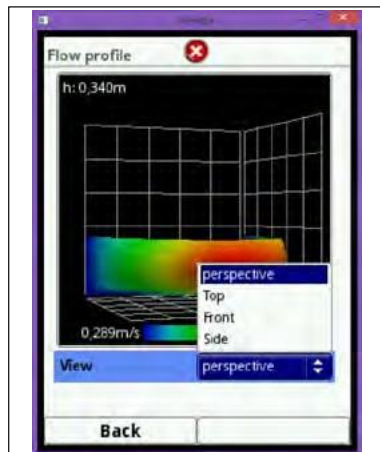 Flow profile
h: 0,340m
perspective
Top
Front
Side
0,289m/s
View
perspective
Back